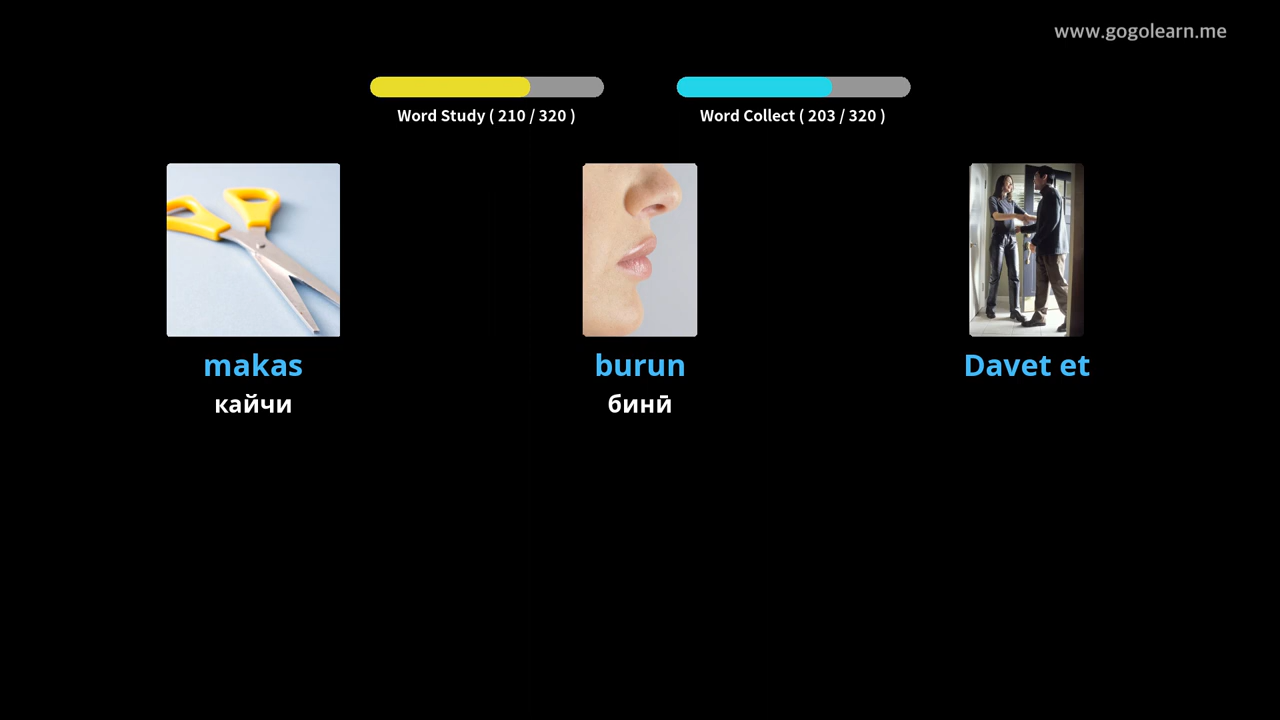 www.gogolearn.me
Word Study ( 210 / 320 )
Word Collect ( 203 / 320 )
makas
burun
Davet et
кайчи
бинӣ